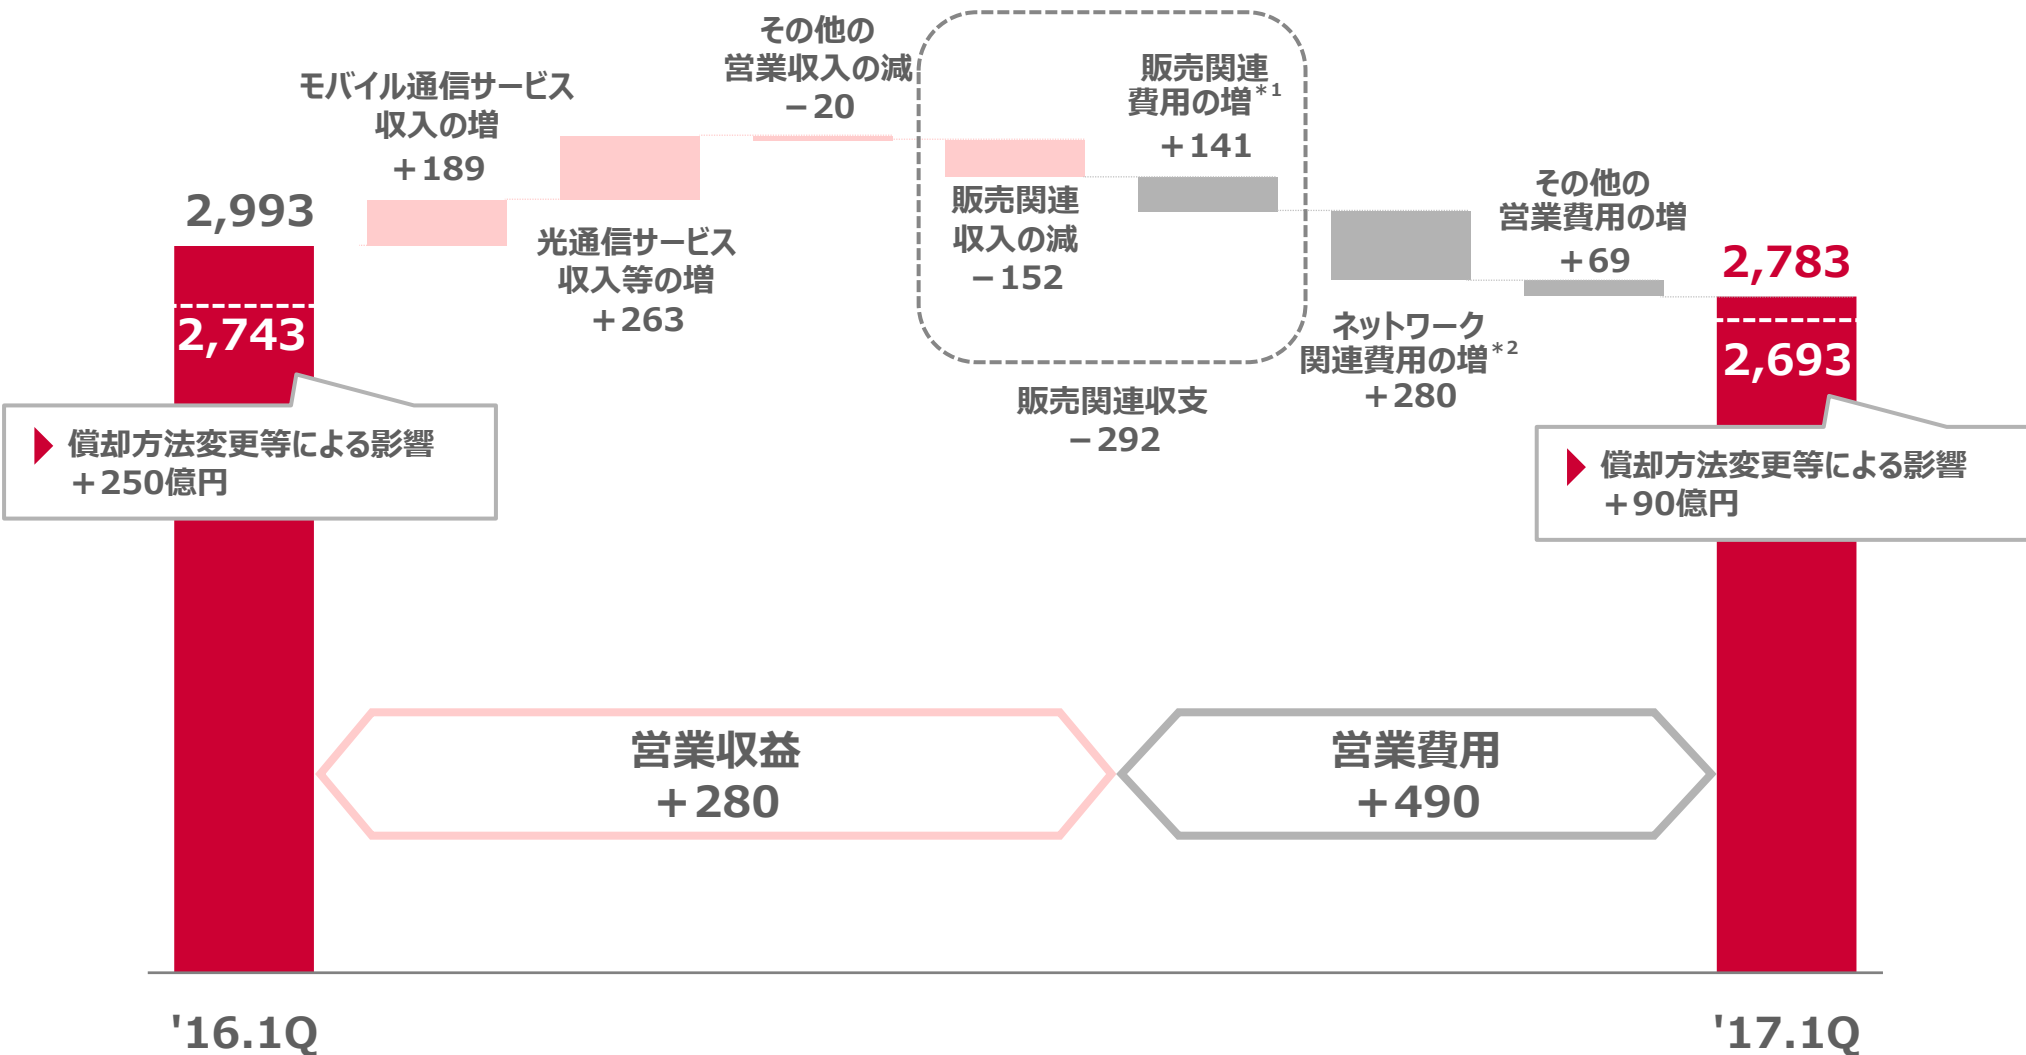 2,993
2,743
償却方法変更等による影響
+250億円
'16.1Q
モバイル通信サービス
収入の増
+189
光通信サービス
収入等の増
+263
その他の
営業収入の減
-20
販売関連
収入の減
-152
販売関連
費用の増*1
+141
販売関連収支
-292
ネットワーク
関連費用の増*2
+280
その他の
営業費用の増
+69
2,783
2,693
償却方法変更等による影響
+90億円
営業収益
+280
営業費用
+490
'17.1Q